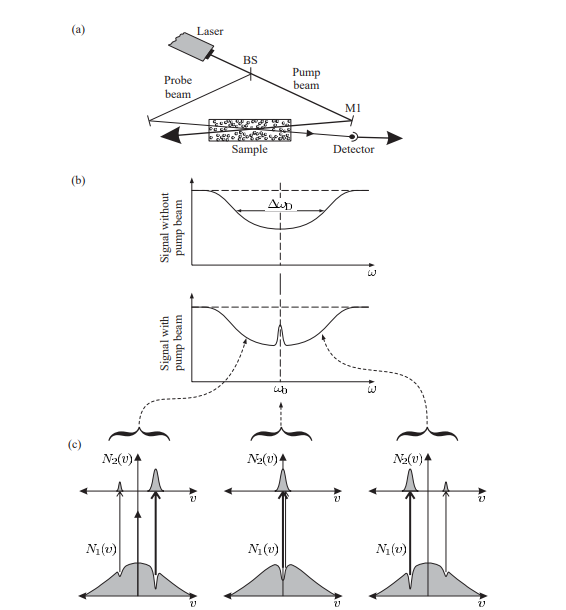 (a)
Laser
BS
Probe
beam
Pump
beam
M1
Sample
Detector
(b)
Signal without
pump beam
Δω_D
ω
Signal with
pump beam
ω_0
ω
(c)
N_2(v)
v
N_1(v)
v
N_2(v)
v
N_1(v)
v
N_2(v)
v
N_1(v)
v